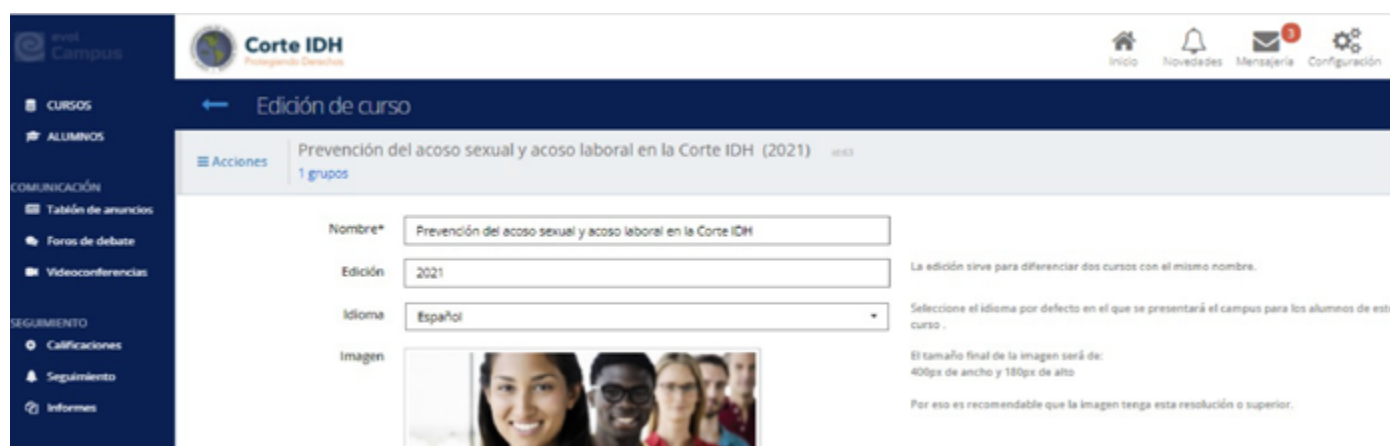 evol
Campus
CURSOS
ALUMNOS
COMUNICACIÓN
Tablón de anuncios
Foros de debate
Videoconferencias
SEGUIMIENTO
Calificaciones
Seguimiento
Informes
Corte IDH
Protegiendo Derechos
Inicio
Novedades
3
Mensajería
Configuración
Edición de curso
Acciones
Prevención del acoso sexual y acoso laboral en la Corte IDH (2021) id:63
1 grupos
Nombre* Prevención del acoso sexual y acoso laboral en la Corte IDH
Edición 2021 La edición sirve para diferenciar dos cursos con el mismo nombre.
Idioma Español Seleccione el idioma por defecto en el que se presentará el campus para los alumnos de este
curso .
Imagen El tamaño final de la imagen será de:
400px de ancho y 180px de alto
Por eso es recomendable que la imagen tenga esta resolución o superior.